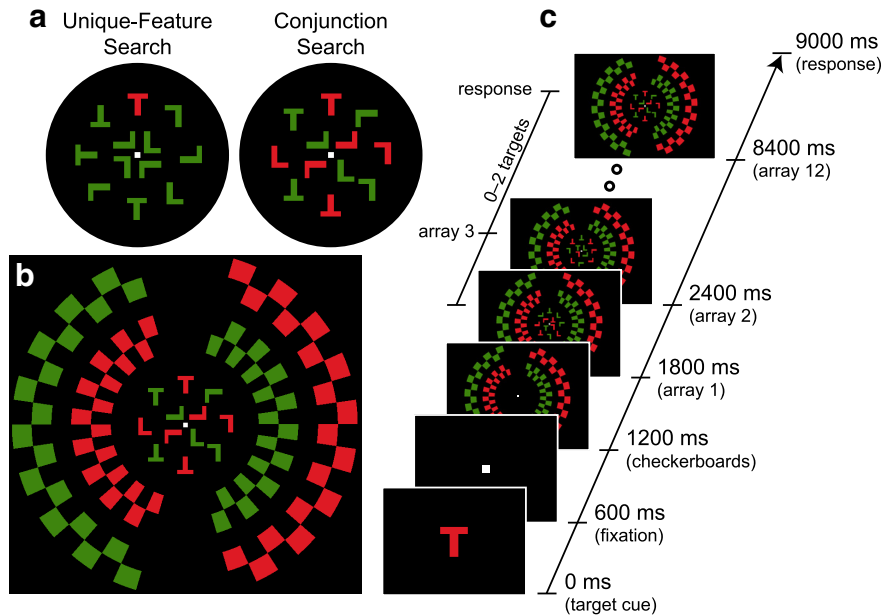 a
Unique-Feature
Search
Conjunction
Search
b
c
response
0–2 targets
array 3
9000 ms
(response)
8400 ms
(array 12)
2400 ms
(array 2)
1800 ms
(array 1)
1200 ms
(checkerboards)
600 ms
(fixation)
0 ms
(target cue)
T